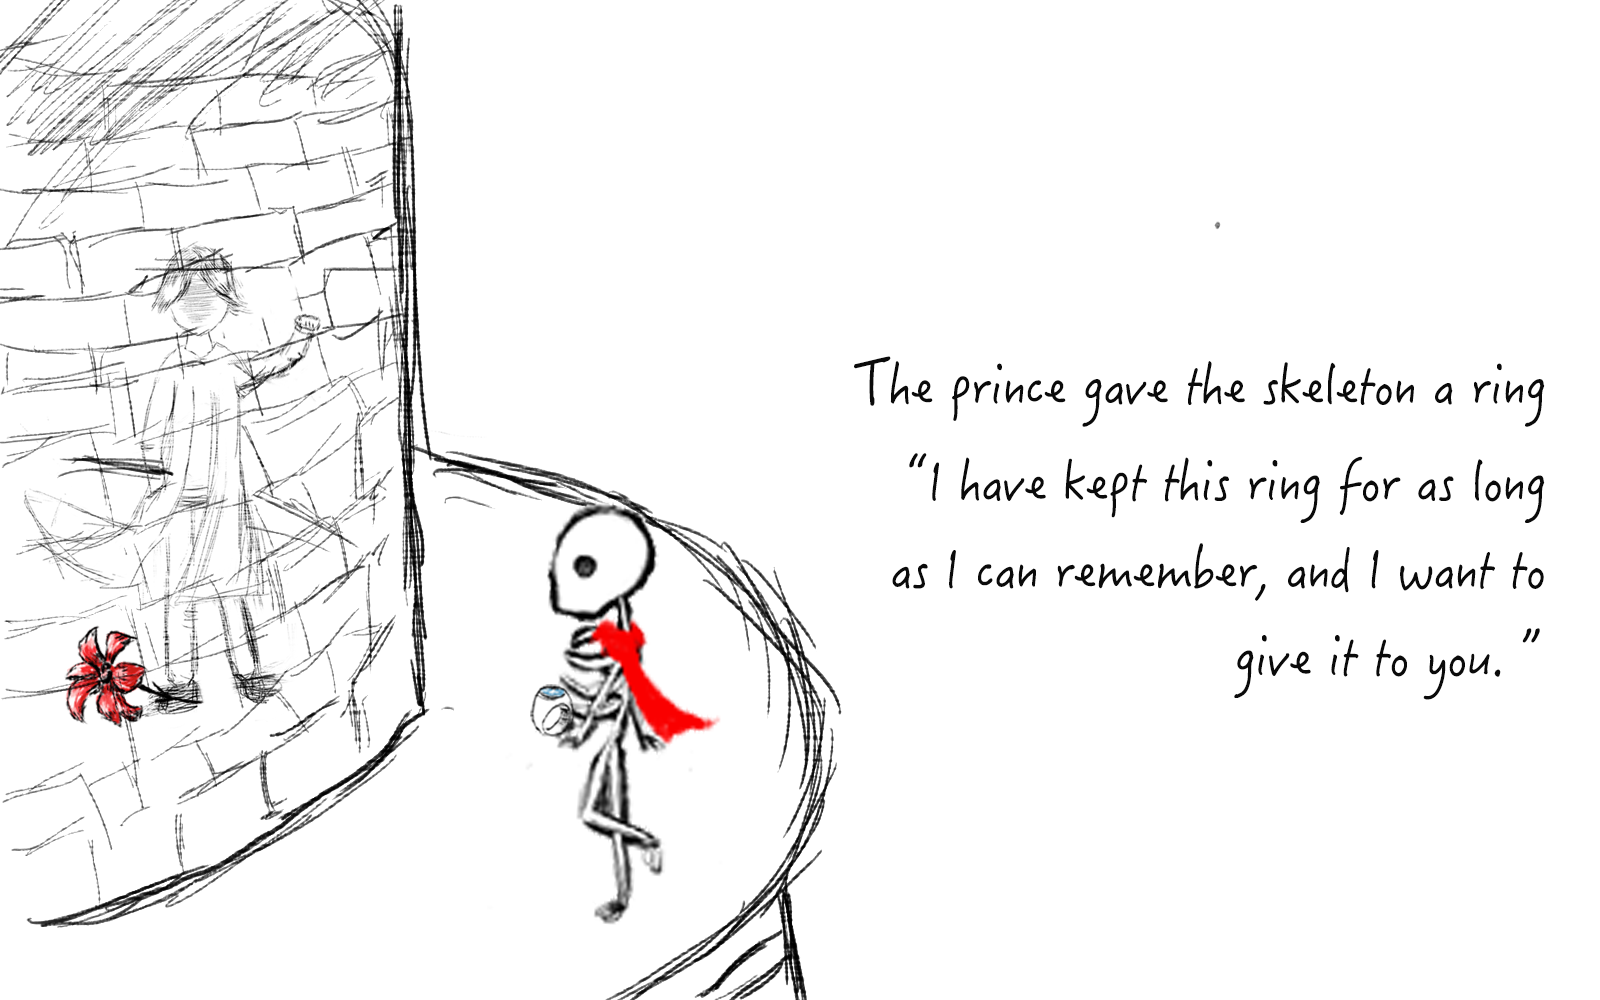 The prince gave the skeleton a ring
“I have kept this ring for as long
as I can remember, and I want to
give it to you. ”